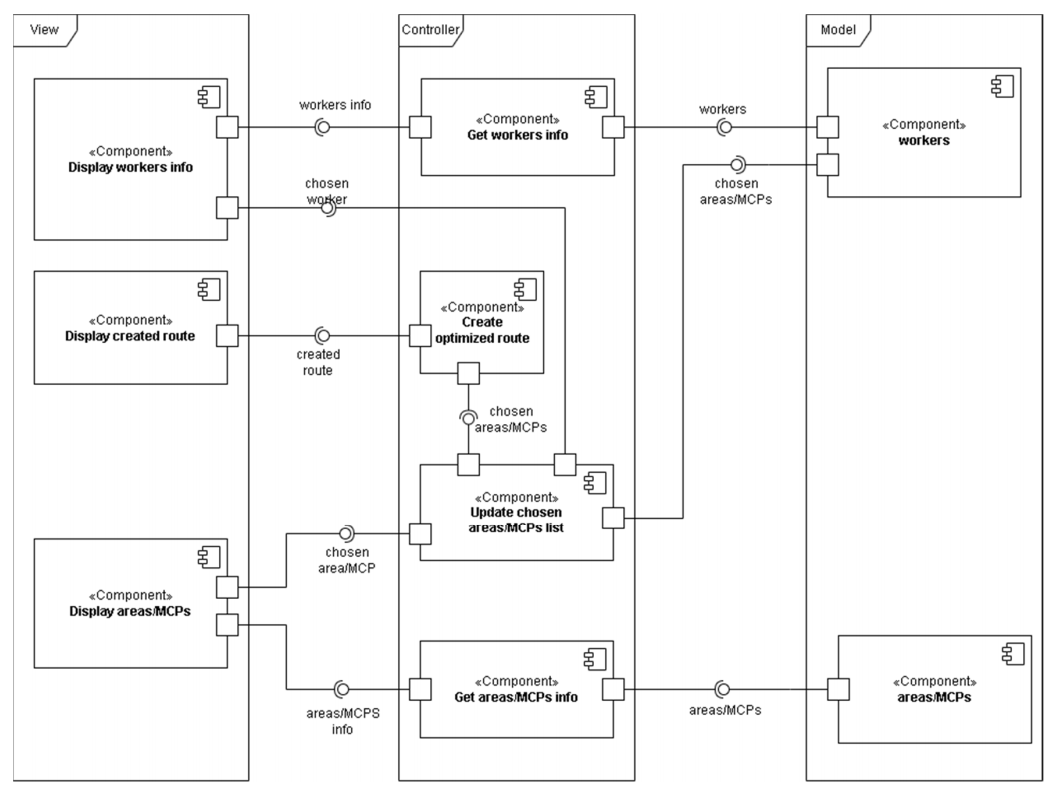 View
Controller
Model
«Component»
Display workers info
workers info
«Component»
Get workers info
workers
«Component»
workers
chosen
worker
chosen
areas/MCPs
«Component»
Display created route
created
route
«Component»
Create
optimized route
chosen
areas/MCPs
«Component»
Update chosen
areas/MCPs list
chosen
area/MCP
«Component»
Display areas/MCPs
areas/MCPS
info
«Component»
Get areas/MCPs info
areas/MCPs
«Component»
areas/MCPs